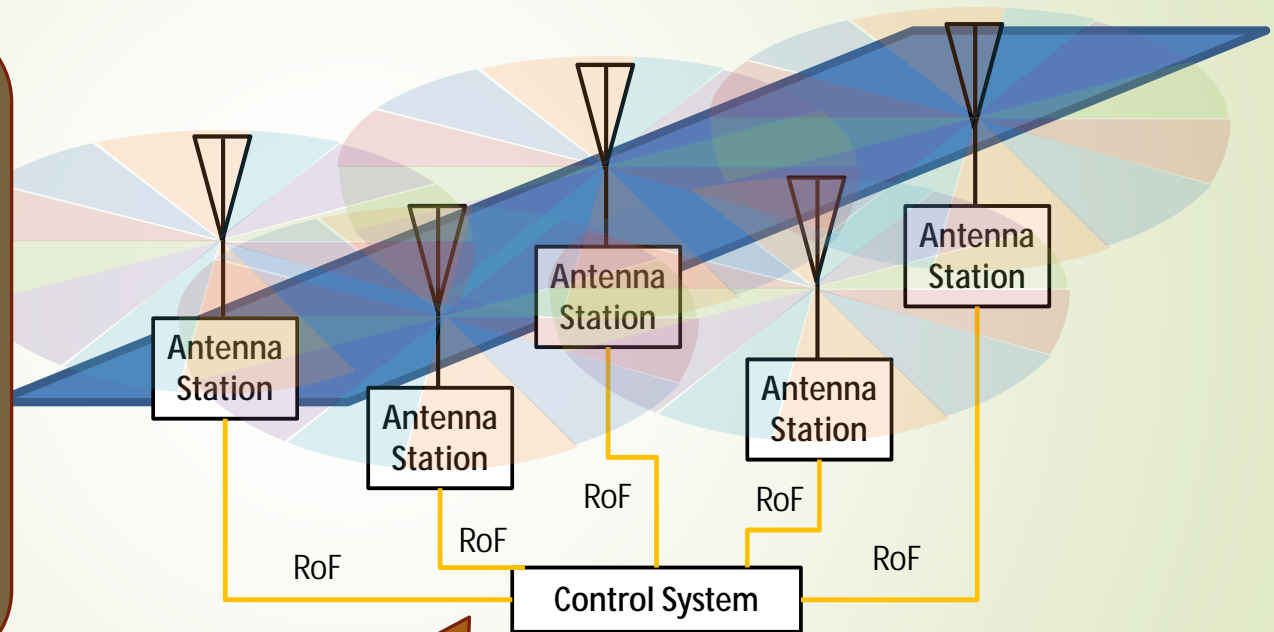 Antenna
Station
Antenna
Station
Antenna
Station
Antenna
Station
Antenna
Station
RoF
RoF
RoF
RoF
RoF
Control System